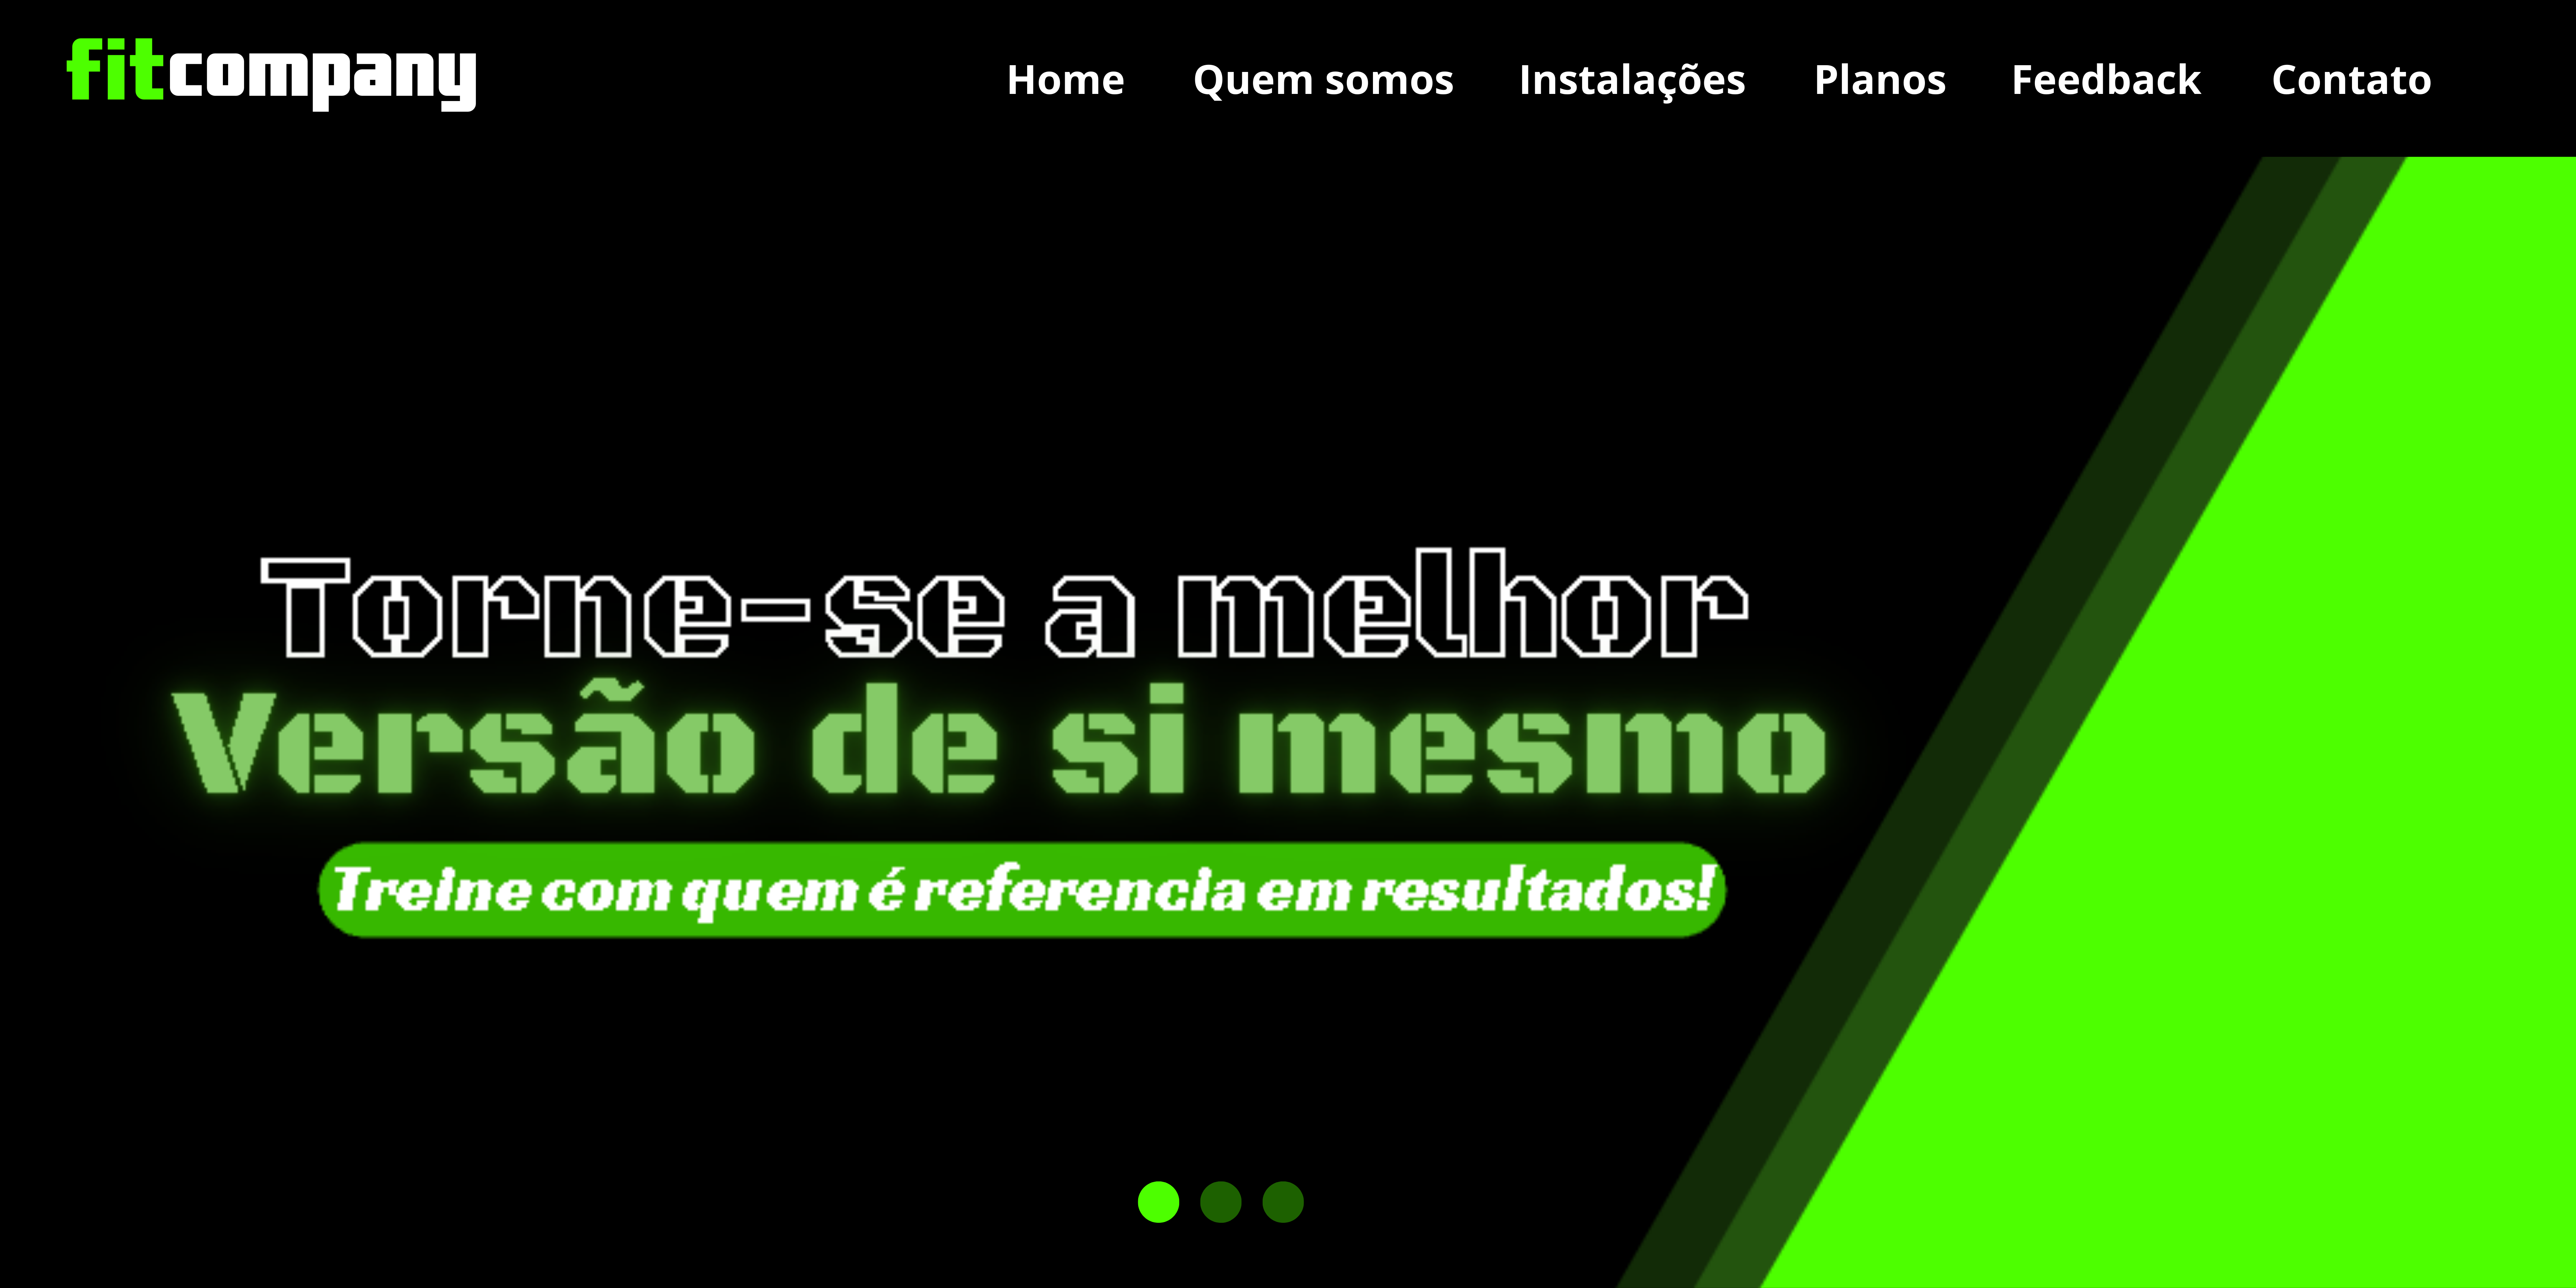 fitcompany
Home Quem somos Instalações Planos Feedback Contato
Torne-se a melhor
Versão de si mesmo
Treine com quem é referencia em resultados!